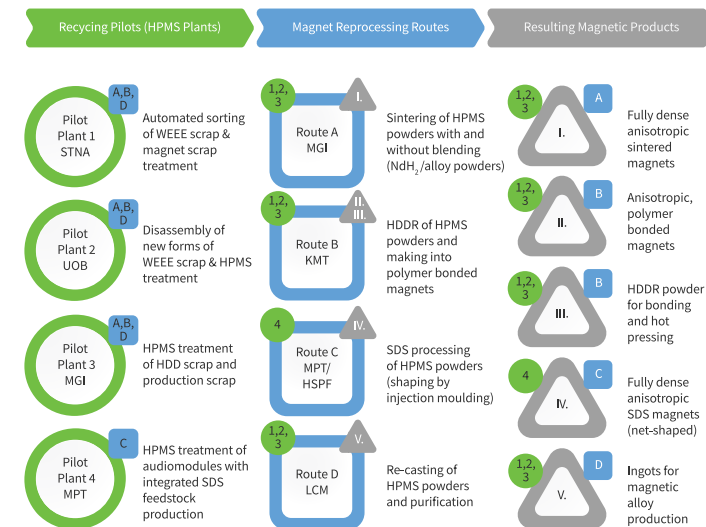 Recycing Pilots (HPMS Plants)
Magnet Reprocessing Routes
Resulting Magnetic Products
Pilot
Plant 1
STNA
A,B,
D
Automated sorting
of WEEE scrap &
magnet scrap
treatment
Pilot
Plant 2
UOB
A,B,
D
Disassembly of
new forms of
WEEE scrap & HPMS
treatment
Pilot
Plant 3
MGI
A,B,
D
HPMS treatment
of HDD scrap and
production scrap
Pilot
Plant 4
MPT
C
HPMS treatment of
audiomodules with
integrated SDS
feedstock
production
1,2,
3
I.
Route A
MGI
Sintering of HPMS
powders with and
without blending
(NdH₂/alloy powders)
1,2,
3
II.
III.
Route B
KMT
HDDR of HPMS
powders and
making into
polymer bonded
magnets
4
IV.
Route C
MPT/
HSPF
SDS processing
of HPMS powders
(shaping by
injection moulding)
1,2,
3
V.
Route D
LCM
Re-casting of
HPMS powders
and purification
1,2,
3
A
I.
Fully dense
anisotropic
sintered
magnets
1,2,
3
B
II.
Anisotropic,
polymer
bonded
magnets
1,2,
3
B
III.
HDDR powder
for bonding
and hot
pressing
4
C
IV.
Fully dense
anisotropic
SDS magnets
(net-shaped)
1,2,
3
D
V.
Ingots for
magnetic
alloy
production